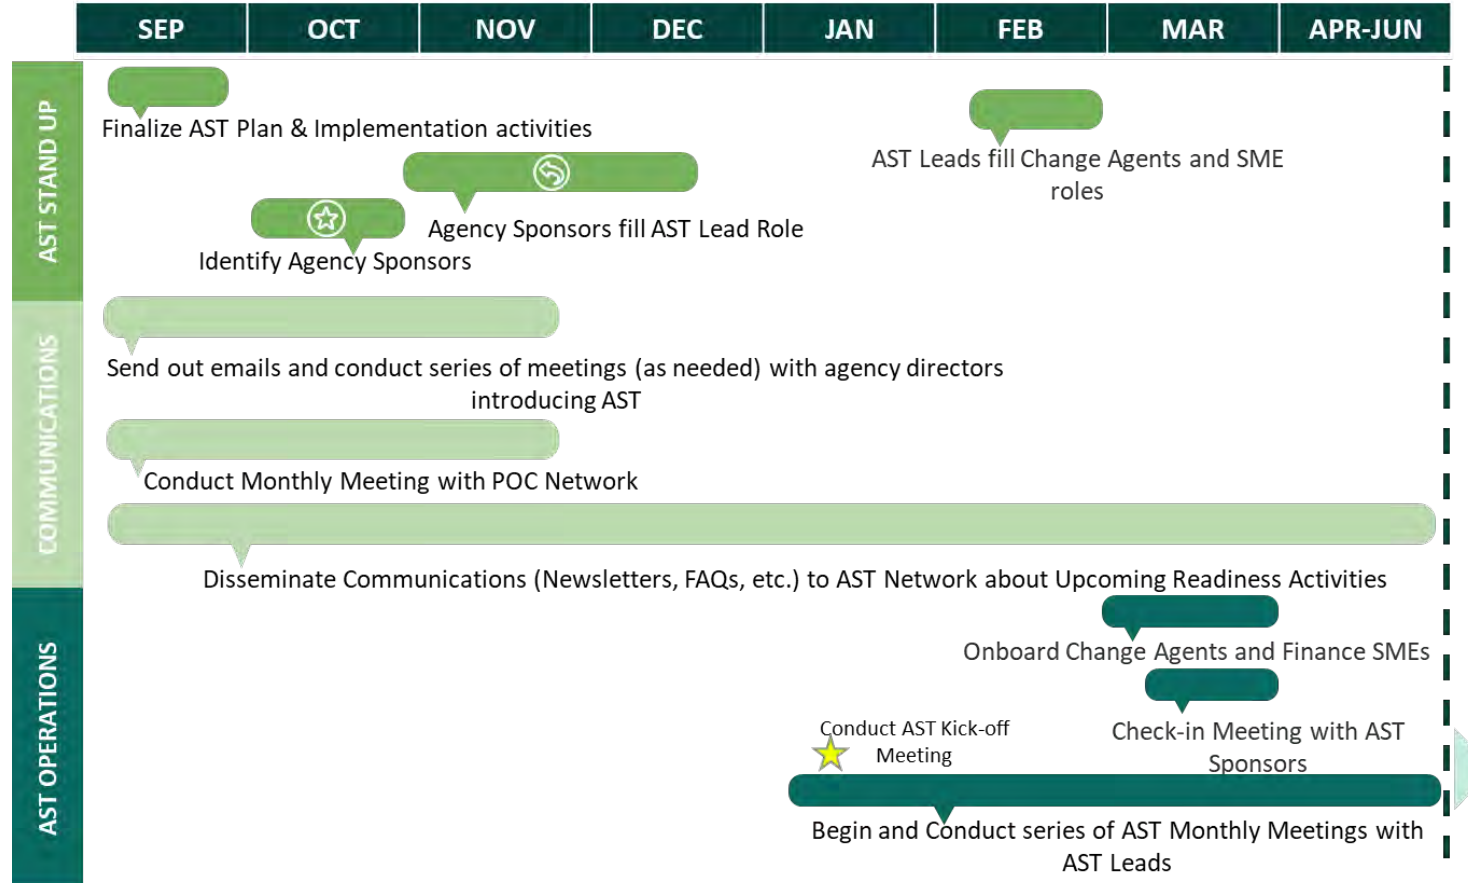 SEP OCT NOV DEC JAN FEB MAR APR-JUN
AST STAND UP
Finalize AST Plan & Implementation activities
AST Leads fill Change Agents and SME
roles
Agency Sponsors fill AST Lead Role
Identify Agency Sponsors
COMMUNICATIONS
Send out emails and conduct series of meetings (as needed) with agency directors
introducing AST
Conduct Monthly Meeting with POC Network
Disseminate Communications (Newsletters, FAQs, etc.) to AST Network about Upcoming Readiness Activities
AST OPERATIONS
Onboard Change Agents and Finance SMEs
Conduct AST Kick-off
Meeting
Check-in Meeting with AST
Sponsors
Begin and Conduct series of AST Monthly Meetings with
AST Leads